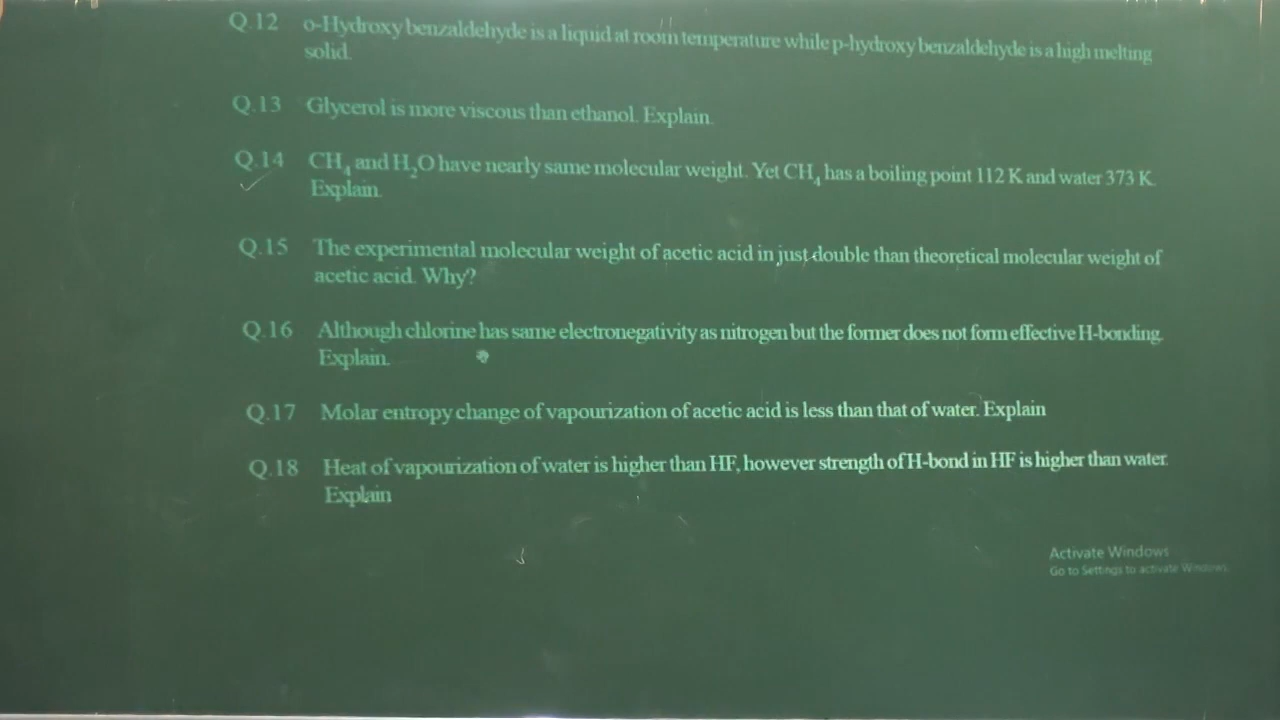 Q.12 o-Hydroxy benzaldehyde is a liquid at room temperature while p-hydroxy benzaldehyde is a high melting
solid.
Q.13 Glycerol is more viscous than ethanol. Explain.
Q.14 CH₄ and H₂O have nearly same molecular weight. Yet CH₄ has a boiling point 112 K and water 373 K.
Explain.
Q.15 The experimental molecular weight of acetic acid in just double than theoretical molecular weight of
acetic acid. Why?
Q.16 Although chlorine has same electronegativity as nitrogen but the former does not form effective H-bonding.
Explain.
Q.17 Molar entropy change of vapourization of acetic acid is less than that of water. Explain
Q.18 Heat of vapourization of water is higher than HF, however strength of H-bond in HF is higher than water.
Explain
Activate Windows
Go to Settings to activate Windows.